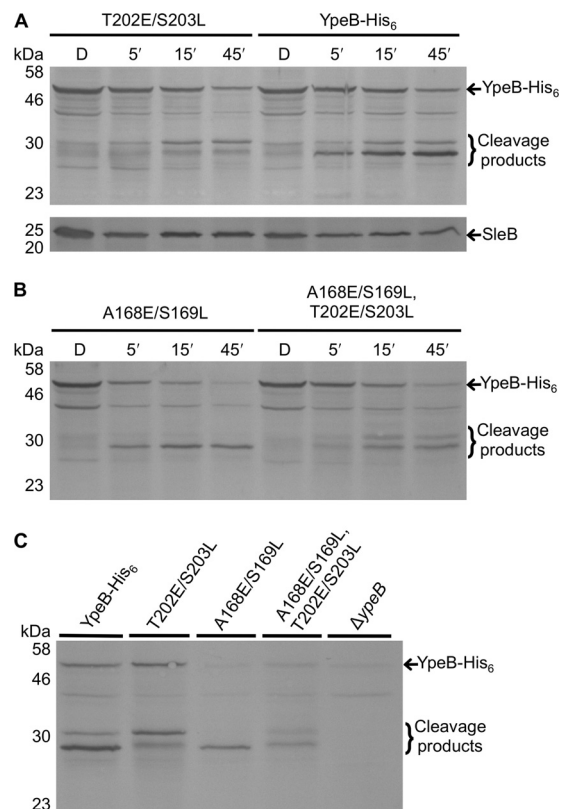 A
T202E/S203L YpeB-His6
kDa D 5′ 15′ 45′ D 5′ 15′ 45′
58
46
30
23
←YpeB-His6
Cleavage
products
25
20
←SleB
B
A168E/S169L A168E/S169L,
T202E/S203L
kDa D 5′ 15′ 45′ D 5′ 15′ 45′
58
46
30
23
←YpeB-His6
Cleavage
products
C
YpeB-His6
T202E/S203L
A168E/S169L
A168E/S169L,
T202E/S203L
ΔypeB
kDa
58
46
30
23
←YpeB-His6
Cleavage
products